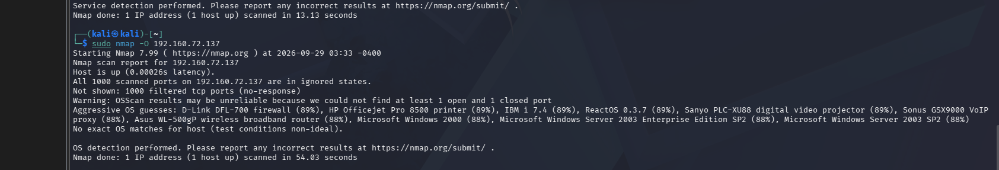 Service detection performed. Please report any incorrect results at https://nmap.org/submit/ .
Nmap done: 1 IP address (1 host up) scanned in 13.13 seconds
┌──(kali㉿kali)-[~]
└─$ sudo nmap -O 192.160.72.137
Starting Nmap 7.99 ( https://nmap.org ) at 2026-09-29 03:33 -0400
Nmap scan report for 192.160.72.137
Host is up (0.00026s latency).
All 1000 scanned ports on 192.160.72.137 are in ignored states.
Not shown: 1000 filtered tcp ports (no-response)
Warning: OSScan results may be unreliable because we could not find at least 1 open and 1 closed port
Aggressive OS guesses: D-Link DFL-700 firewall (89%), HP Officejet Pro 8500 printer (89%), IBM i 7.4 (89%), ReactOS 0.3.7 (89%), Sanyo PLC-XU88 digital video projector (89%), Sonus GSX9000 VoIP
proxy (88%), Asus WL-500gP wireless broadband router (88%), Microsoft Windows 2000 (88%), Microsoft Windows Server 2003 Enterprise Edition SP2 (88%), Microsoft Windows Server 2003 SP2 (88%)
No exact OS matches for host (test conditions non-ideal).
OS detection performed. Please report any incorrect results at https://nmap.org/submit/ .
Nmap done: 1 IP address (1 host up) scanned in 54.03 seconds